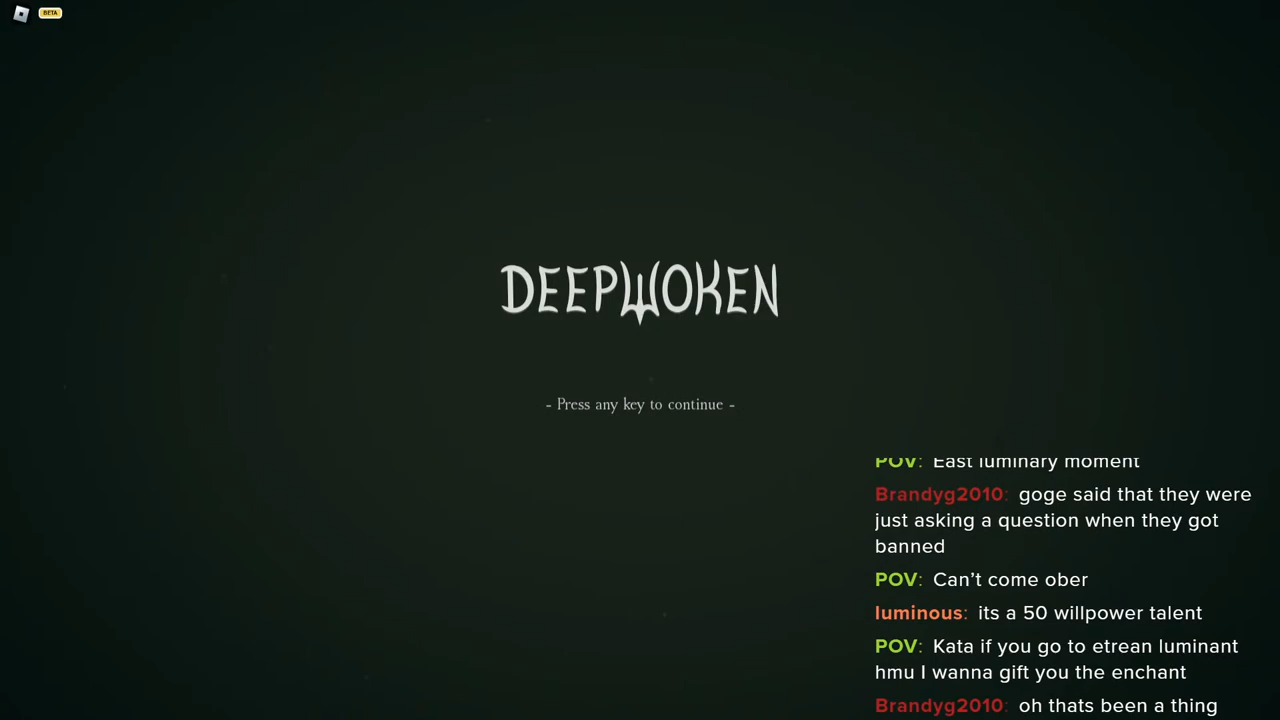 BETA
DEEPWOKEN
- Press any key to continue -
POV: East luminary moment
Brandyg2010: goge said that they were
just asking a question when they got
banned
POV: Can’t come ober
luminous: its a 50 willpower talent
POV: Kata if you go to etrean luminant
hmu I wanna gift you the enchant
Brandyg2010: oh thats been a thing